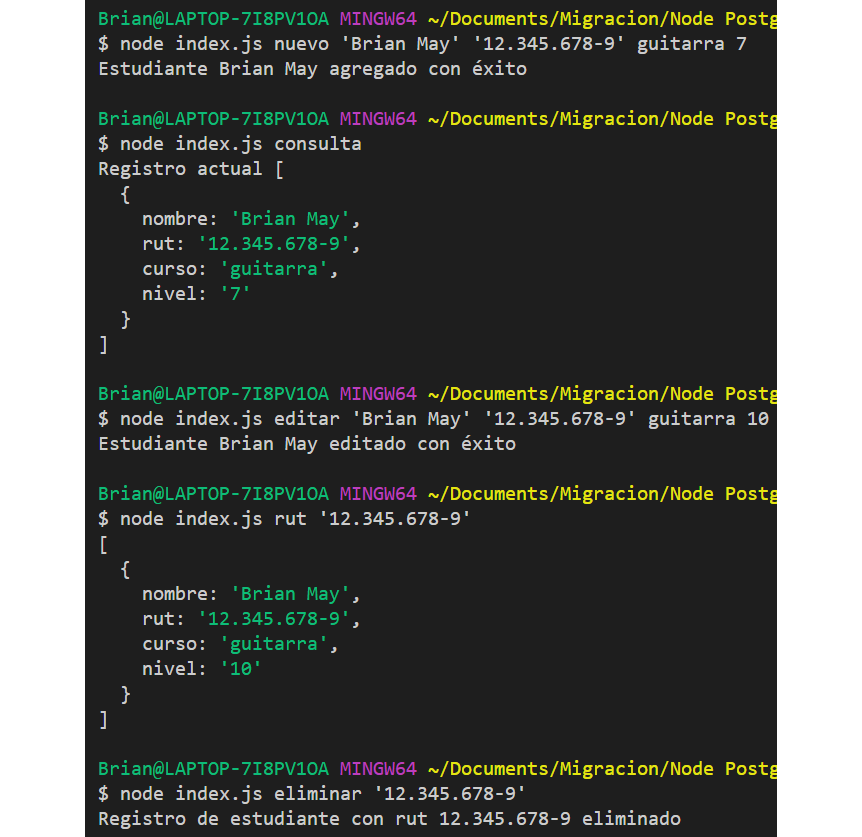 Brian@LAPTOP-7I8PV1OA MINGW64 ~/Documents/Migracion/Node Postg
$ node index.js nuevo 'Brian May' '12.345.678-9' guitarra 7
Estudiante Brian May agregado con éxito
Brian@LAPTOP-7I8PV1OA MINGW64 ~/Documents/Migracion/Node Postg
$ node index.js consulta
Registro actual [
  {
    nombre: 'Brian May',
    rut: '12.345.678-9',
    curso: 'guitarra',
    nivel: '7'
  }
]
Brian@LAPTOP-7I8PV1OA MINGW64 ~/Documents/Migracion/Node Postg
$ node index.js editar 'Brian May' '12.345.678-9' guitarra 10
Estudiante Brian May editado con éxito
Brian@LAPTOP-7I8PV1OA MINGW64 ~/Documents/Migracion/Node Postg
$ node index.js rut '12.345.678-9'
[
  {
    nombre: 'Brian May',
    rut: '12.345.678-9',
    curso: 'guitarra',
    nivel: '10'
  }
]
Brian@LAPTOP-7I8PV1OA MINGW64 ~/Documents/Migracion/Node Postg
$ node index.js eliminar '12.345.678-9'
Registro de estudiante con rut 12.345.678-9 eliminado